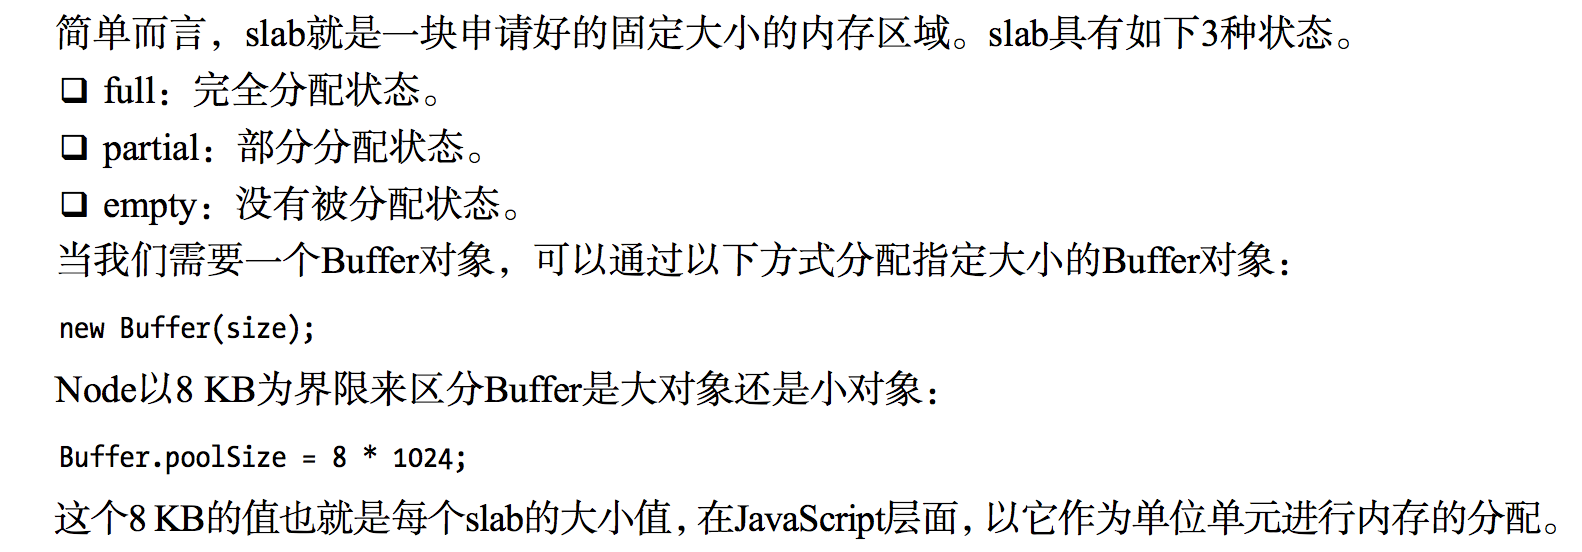 简单而言，slab就是一块申请好的固定大小的内存区域。slab具有如下3种状态。
❑ full：完全分配状态。
❑ partial：部分分配状态。
❑ empty：没有被分配状态。
当我们需要一个Buffer对象，可以通过以下方式分配指定大小的Buffer对象：
new Buffer(size);
Node以8 KB为界限来区分Buffer是大对象还是小对象：
Buffer.poolSize = 8 * 1024;
这个8 KB的值也就是每个slab的大小值，在JavaScript层面，以它作为单位单元进行内存的分配。